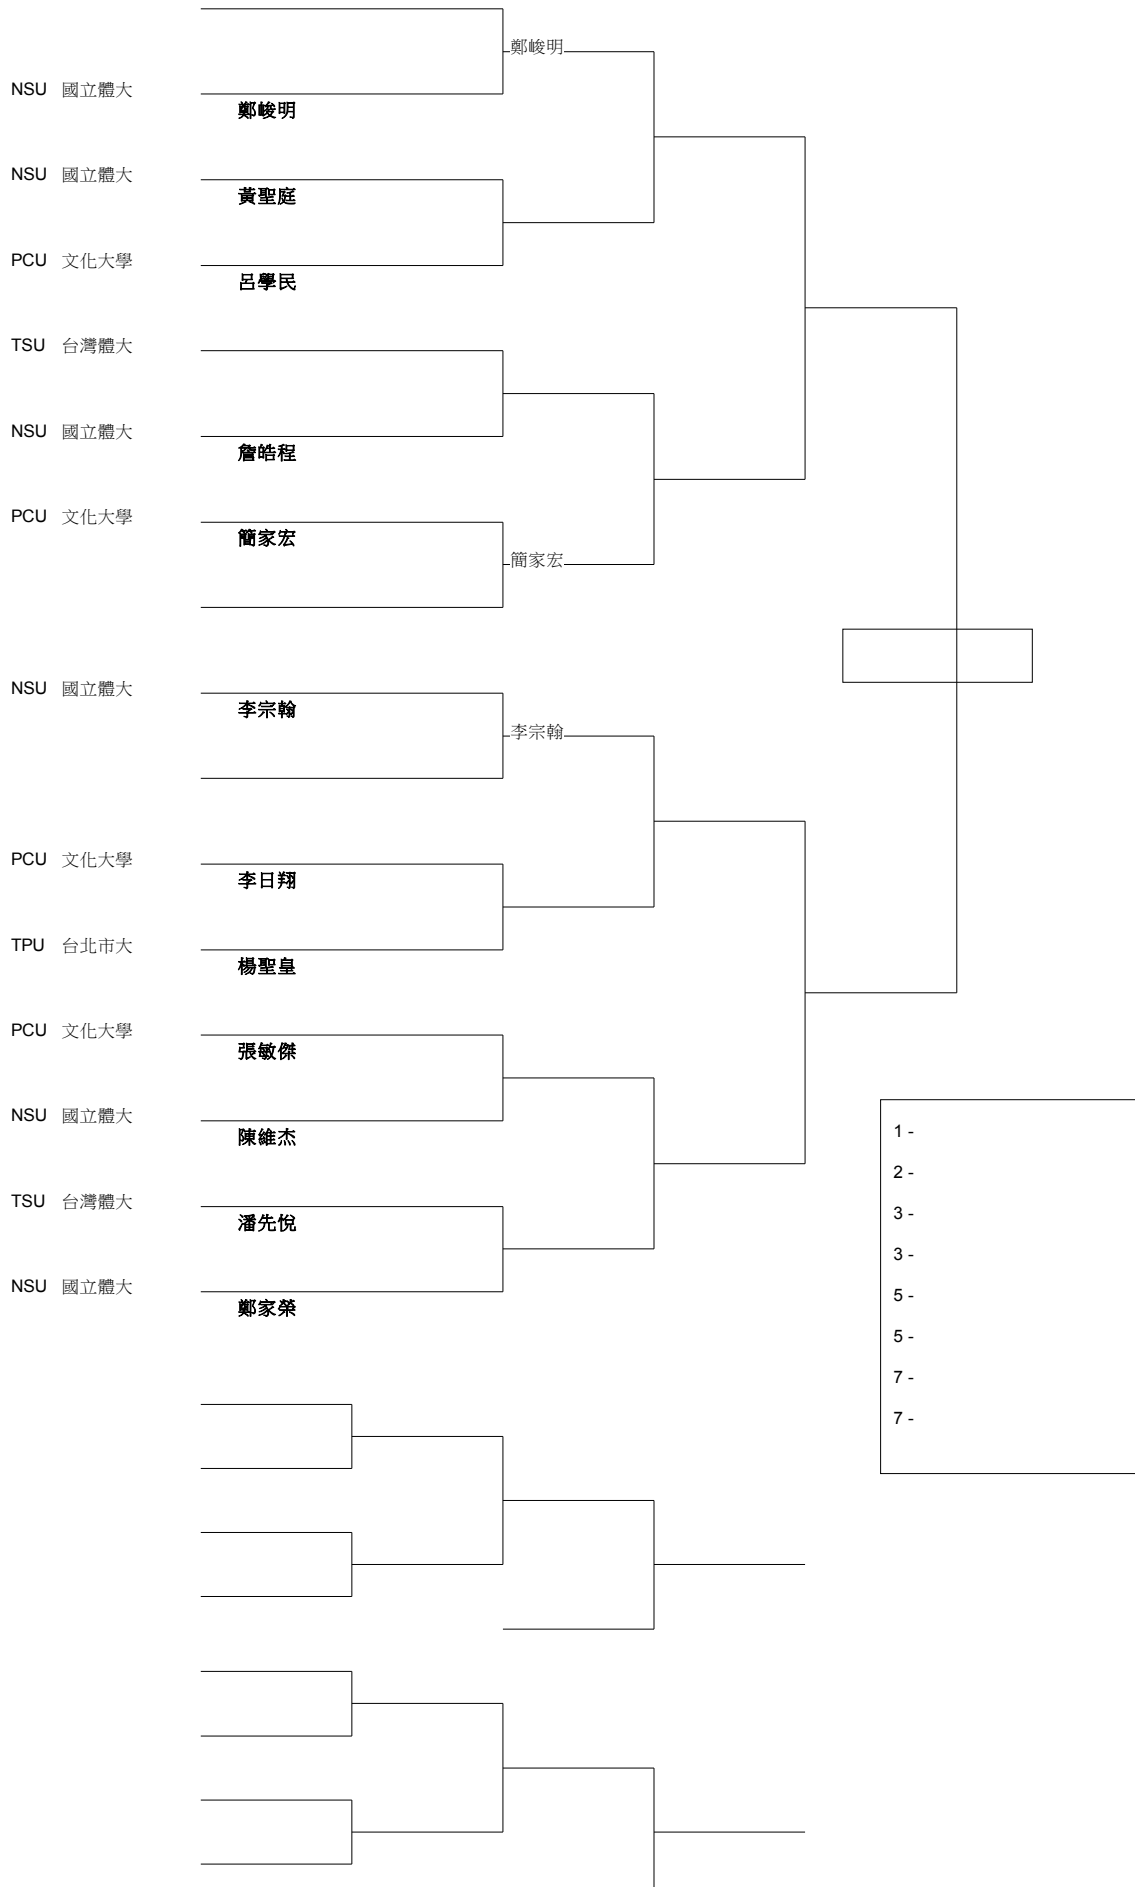 鄭峻明
NSU 國立體大
鄭峻明
NSU 國立體大
黃聖庭
PCU 文化大學
呂學民
TSU 台灣體大
NSU 國立體大
詹皓程
PCU 文化大學
簡家宏
簡家宏
NSU 國立體大
李宗翰
李宗翰
PCU 文化大學
李日翔
TPU 台北市大
楊聖皇
PCU 文化大學
張敏傑
NSU 國立體大
陳維杰
TSU 台灣體大
潘先悅
NSU 國立體大
鄭家榮
1 -
2 -
3 -
3 -
5 -
5 -
7 -
7 -